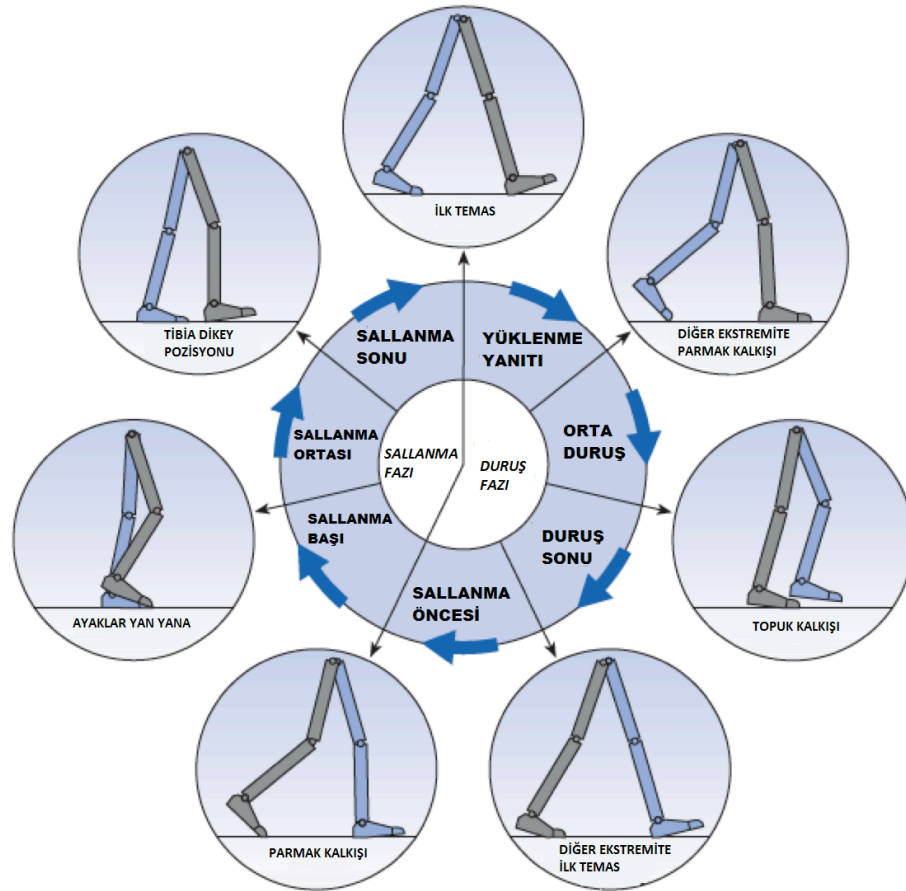 İLK TEMAS
TİBİA DİKEY
POZİSYONU
DİĞER EKSTREMİTE
PARMAK KALKIŞI
SALLANMA
SONU
YÜKLENME
YANITI
SALLANMA
ORTASI
SALLANMA
FAZI
DURUŞ
FAZI
ORTA
DURUŞ
SALLANMA
BAŞI
DURUŞ
SONU
SALLANMA
ÖNCESİ
AYAKLAR YAN YANA
TOPUK KALKIŞI
PARMAK KALKIŞI
DİĞER EKSTREMİTE
İLK TEMAS